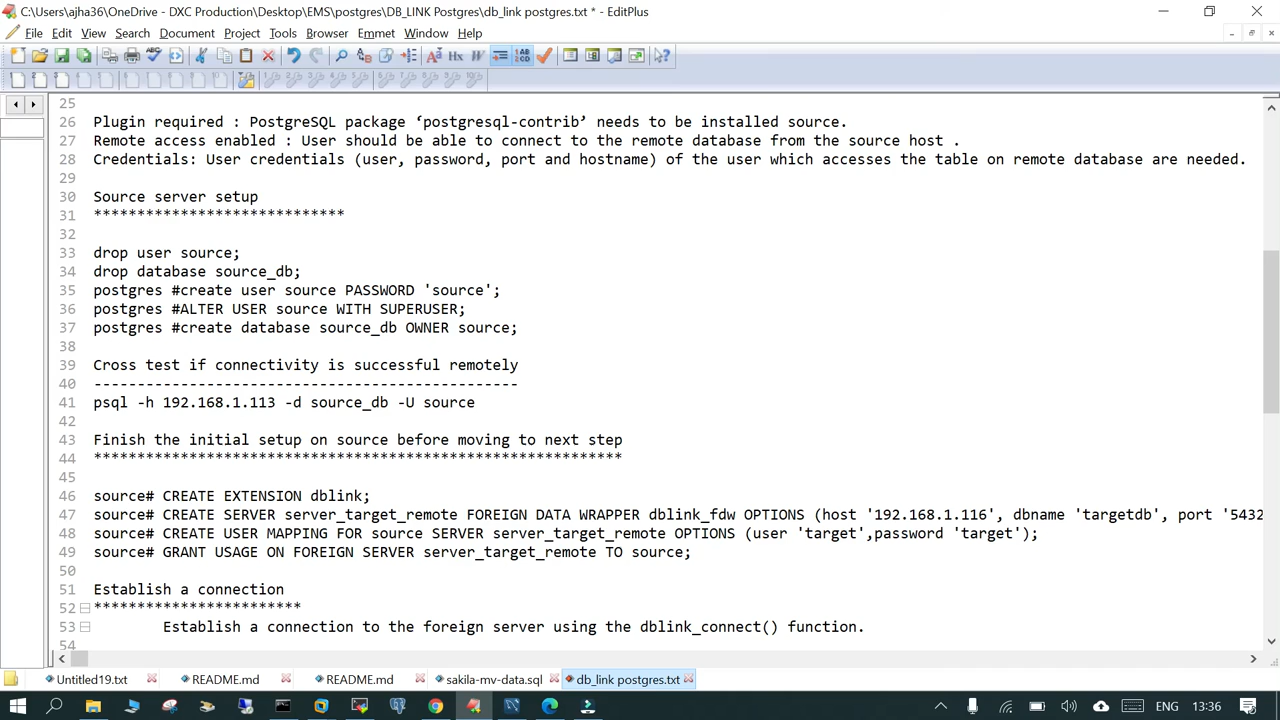 C:\Users\ajha36\OneDrive - DXC Production\Desktop\EMS\postgres\DB_LINK Postgres\db_link postgres.txt * - EditPlus
File Edit View Search Document Project Tools Browser Emmet Window Help
25
26 Plugin required : PostgreSQL package ‘postgresql-contrib’ needs to be installed source.
27 Remote access enabled : User should be able to connect to the remote database from the source host .
28 Credentials: User credentials (user, password, port and hostname) of the user which accesses the table on remote database are needed.
29
30 Source server setup
31 *****************************
32
33 drop user source;
34 drop database source_db;
35 postgres #create user source PASSWORD 'source';
36 postgres #ALTER USER source WITH SUPERUSER;
37 postgres #create database source_db OWNER source;
38
39 Cross test if connectivity is successful remotely
40 -------------------------------------------------
41 psql -h 192.168.1.113 -d source_db -U source
42
43 Finish the initial setup on source before moving to next step
44 *************************************************************
45
46 source# CREATE EXTENSION dblink;
47 source# CREATE SERVER server_target_remote FOREIGN DATA WRAPPER dblink_fdw OPTIONS (host '192.168.1.116', dbname 'targetdb', port '5432
48 source# CREATE USER MAPPING FOR source SERVER server_target_remote OPTIONS (user 'target',password 'target');
49 source# GRANT USAGE ON FOREIGN SERVER server_target_remote TO source;
50
51 Establish a connection
52 ************************
53 Establish a connection to the foreign server using the dblink_connect() function.
54
Untitled19.txt README.md README.md sakila-mv-data.sql db_link postgres.txt
13:36